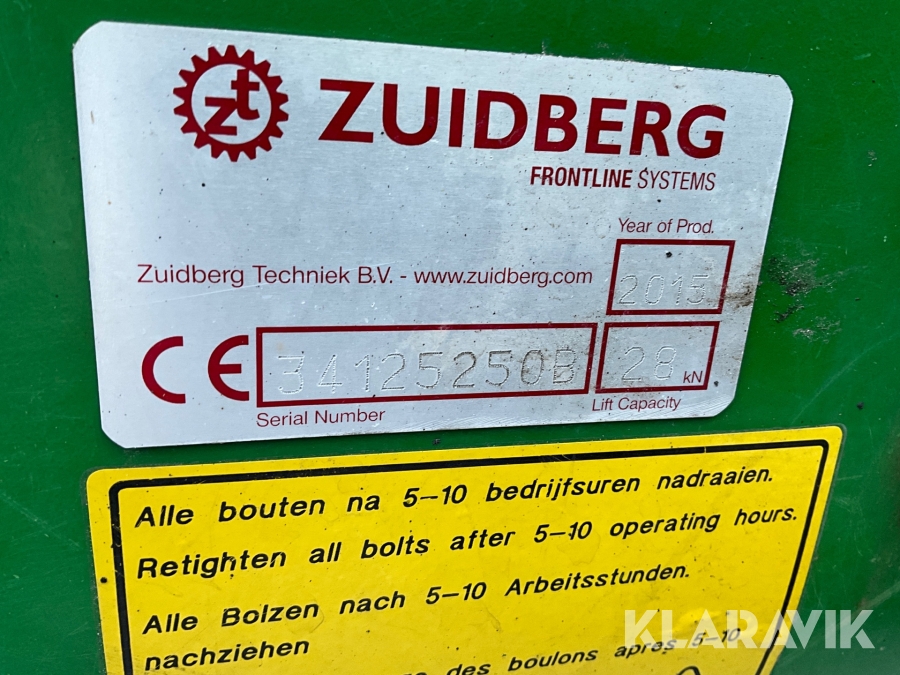 zt ZUIDBERG
FRONTLINE SYSTEMS
Year of Prod.
Zuidberg Techniek B.V. - www.zuidberg.com
2015
CE 34125250B 28 kN
Serial Number Lift Capacity
Alle bouten na 5-10 bedrijfsuren nadraaien.
Retighten all bolts after 5-10 operating hours.
Alle Bolzen nach 5-10 Arbeitsstunden.
nachziehen
des boulons apres 5-10
KLARAVIK